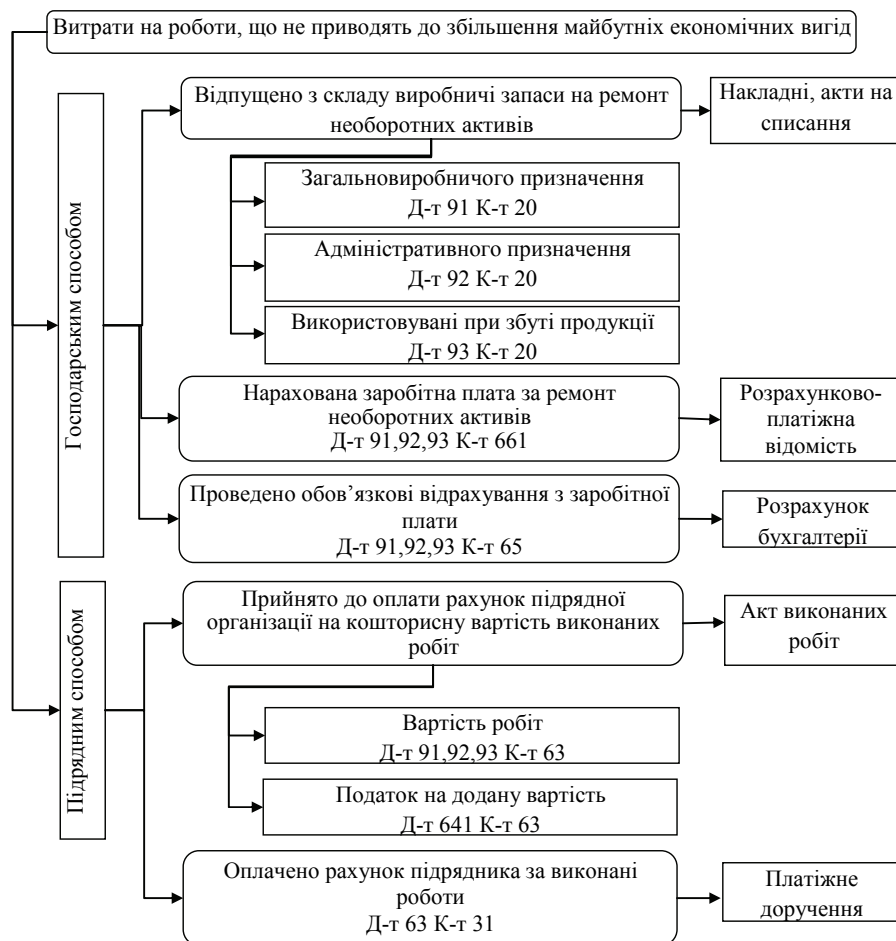 Витрати на роботи, що не приводять до збільшення майбутніх економічних вигід
Господарським способом
Відпущено з складу виробничі запаси на ремонт
необоротних активів
Накладні, акти на
списання
Загальновиробничого призначення
Д-т 91 К-т 20
Адміністративного призначення
Д-т 92 К-т 20
Використовувані при збуті продукції
Д-т 93 К-т 20
Нарахована заробітна плата за ремонт
необоротних активів
Д-т 91,92,93 К-т 661
Розрахунково-
платіжна
відомість
Проведено обов’язкові відрахування з заробітної
плати
Д-т 91,92,93 К-т 65
Розрахунок
бухгалтерії
Підрядним способом
Прийнято до оплати рахунок підрядної
організації на кошторисну вартість виконаних
робіт
Акт виконаних
робіт
Вартість робіт
Д-т 91,92,93 К-т 63
Податок на додану вартість
Д-т 641 К-т 63
Оплачено рахунок підрядника за виконані
роботи
Д-т 63 К-т 31
Платіжне
доручення